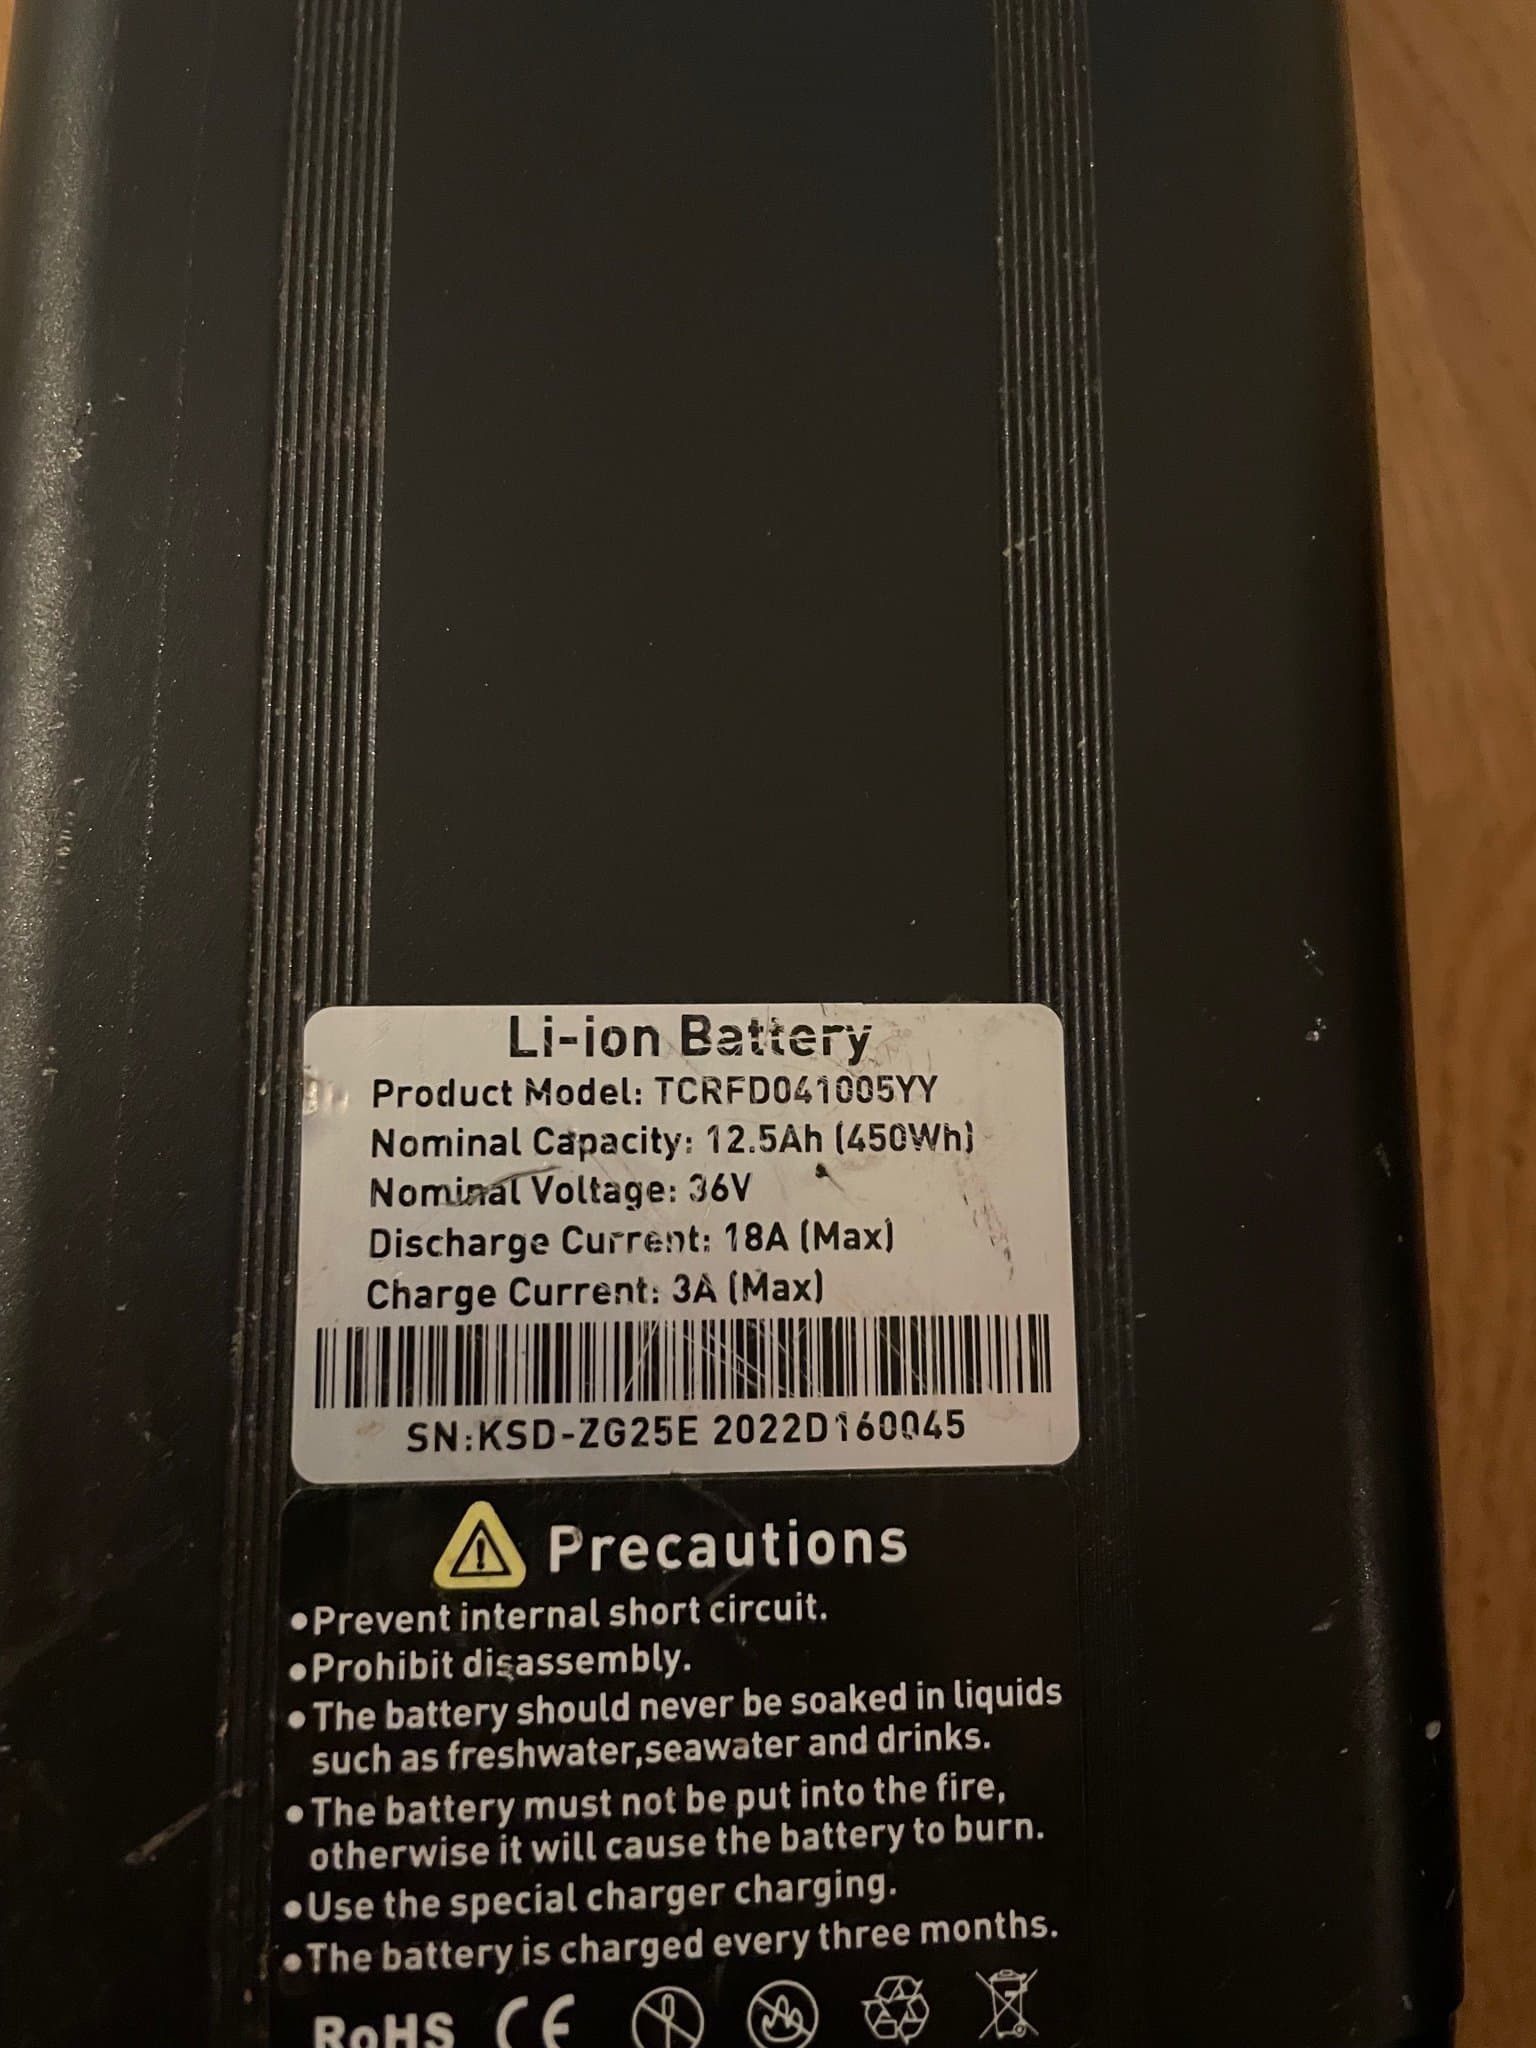 Li-ion Battery
Product Model: TCRFD041005YY
Nominal Capacity: 12.5Ah (450Wh)
Nominal Voltage: 36V
Discharge Current: 18A (Max)
Charge Current: 3A (Max)
SN:KSD-ZG25E 2022D160045
Precautions
•Prevent internal short circuit.
•Prohibit disassembly.
•The battery should never be soaked in liquids
such as freshwater,seawater and drinks.
•The battery must not be put into the fire,
otherwise it will cause the battery to burn.
•Use the special charger charging.
•The battery is charged every three months.
RoHS CE